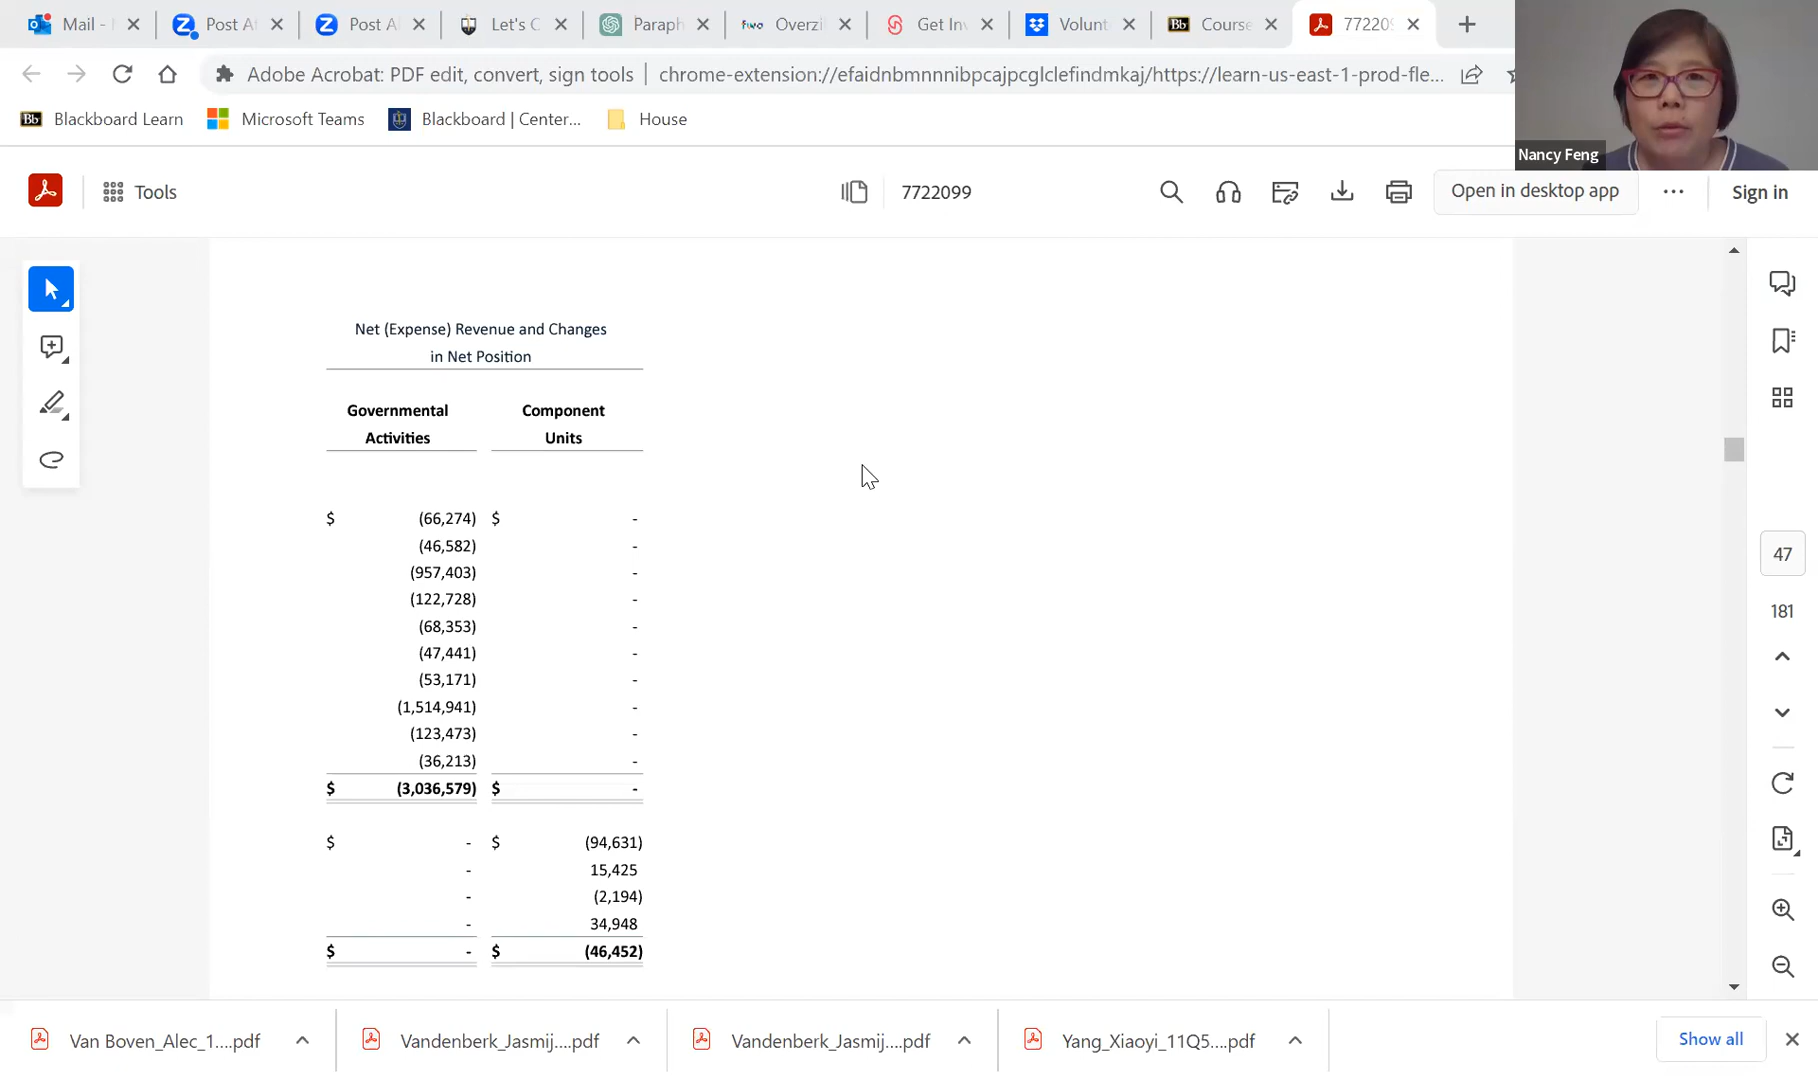 Mail -
Post A
Post A
Let's C
Paraph
Overzi
Get Inv
Volunt
Course
7722099
Adobe Acrobat: PDF edit, convert, sign tools
chrome-extension://efaidnbmnnnibpcajpcglclefindmkaj/https://learn-us-east-1-prod-fle...
Bb Blackboard Learn
Microsoft Teams
Blackboard | Center...
House
Nancy Feng
Tools
7722099
Open in desktop app
Sign in
Net (Expense) Revenue and Changes
in Net Position
Governmental Component
Activities Units
$ (66,274) $ -
(46,582) -
(957,403) -
(122,728) -
(68,353) -
(47,441) -
(53,171) -
(1,514,941) -
(123,473) -
(36,213) -
$ (3,036,579) $ -
$ - $ (94,631)
- 15,425
- (2,194)
- 34,948
$ - $ (46,452)
47
181
Van Boven_Alec_1....pdf
Vandenberk_Jasmij....pdf
Vandenberk_Jasmij....pdf
Yang_Xiaoyi_11Q5....pdf
Show all